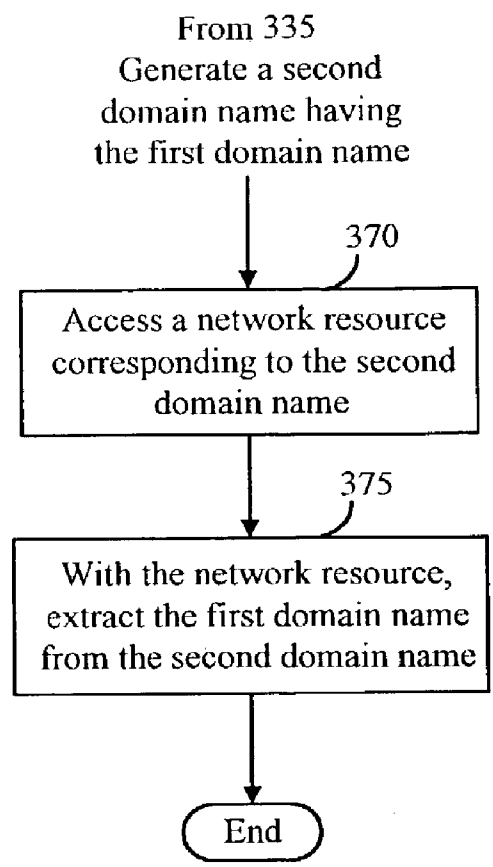 From 335
Generate a second
domain name having
the first domain name
370
Access a network resource
corresponding to the second
domain name
375
With the network resource,
extract the first domain name
from the second domain name
End